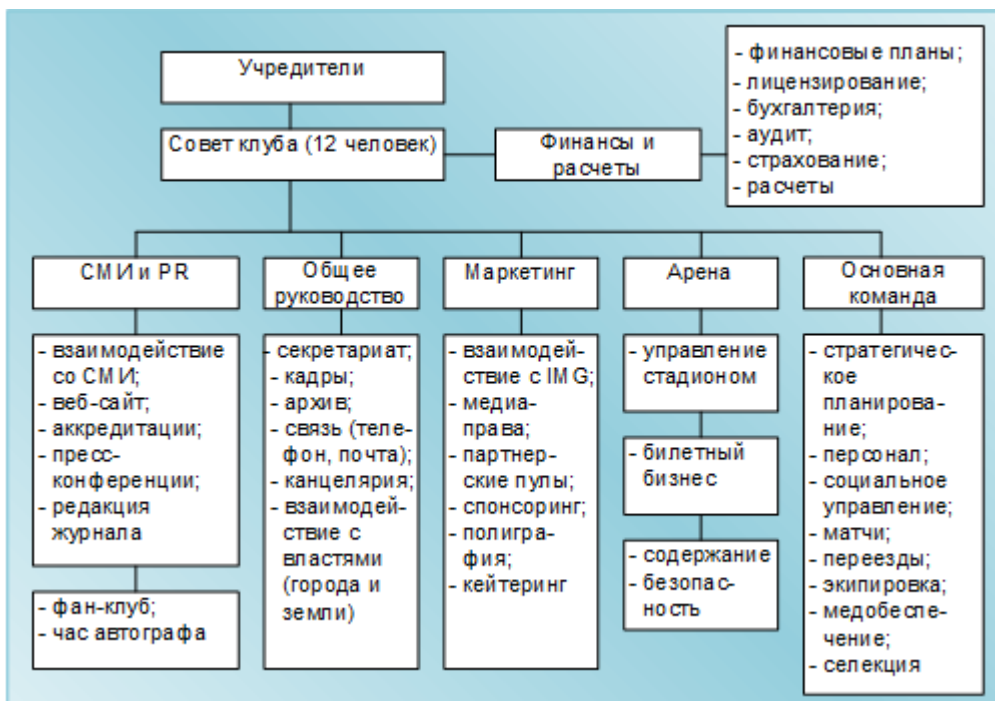 Учредители
Совет клуба (12 человек)
Финансы и
расчеты
- финансовые планы;
- лицензирование;
- бухгалтерия;
- аудит;
- страхование;
- расчеты
СМИ и PR
- взаимодействие
со СМИ;
- веб-сайт;
- аккредитации;
- пресс-
конференции;
- редакция
журнала
- фан-клуб;
- час автографа
Общее
руководство
- секретариат;
- кадры;
- архив;
- связь (теле-
фон, почта);
- канцелярия;
- взаимодей-
ствие с
властями
(города и
земли)
Маркетинг
- взаимодей-
ствие с IMG;
- медиа-
права;
- партнер-
ские пулы;
- спонсоринг;
- полигра-
фия;
- кейтеринг
Арена
- управление
стадионом
- билетный
бизнес
- содержание
- безопас-
ность
Основная
команда
- стратегичес-
кое
планирова-
ние;
- персонал;
- социальное
управление;
- матчи;
- переезды;
- экипировка;
- медобеспе-
чение;
- селекция